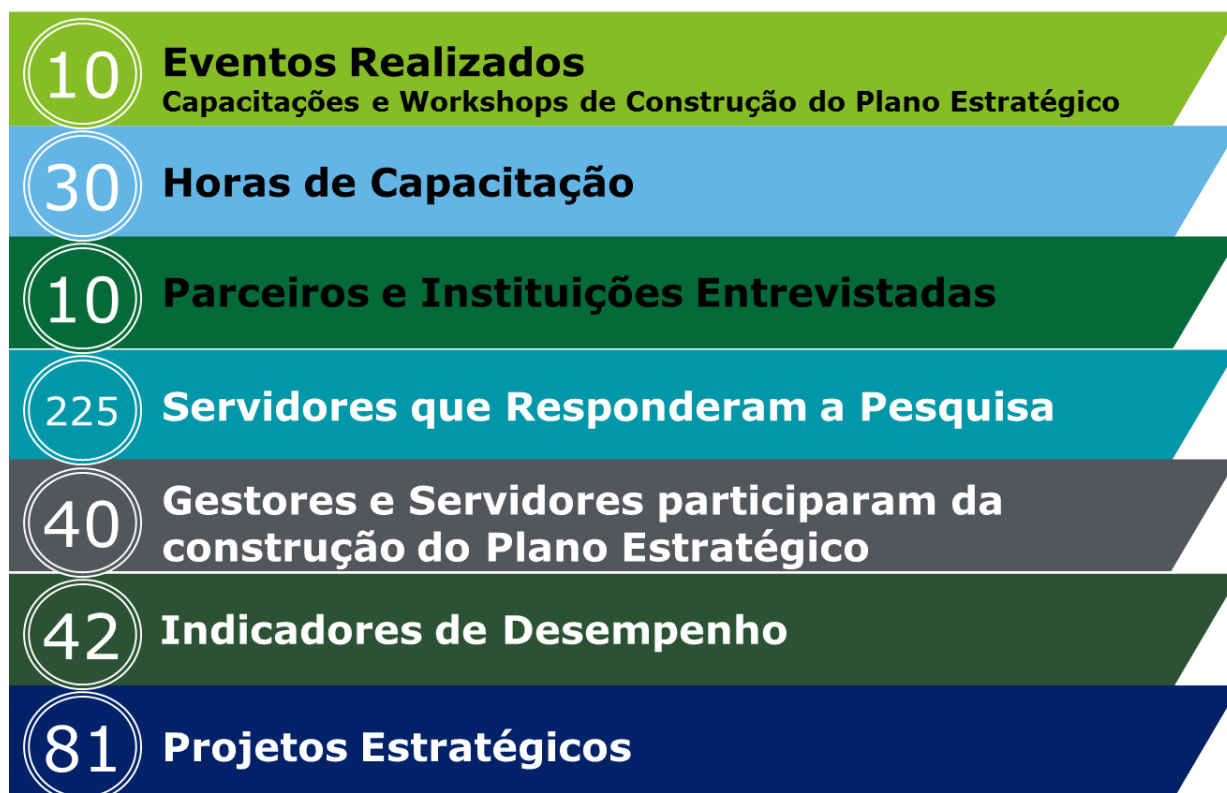 10
Eventos Realizados
Capacitações e Workshops de Construção do Plano Estratégico
30
Horas de Capacitação
10
Parceiros e Instituições Entrevistadas
225
Servidores que Responderam a Pesquisa
40
Gestores e Servidores participaram da
construção do Plano Estratégico
42
Indicadores de Desempenho
81
Projetos Estratégicos